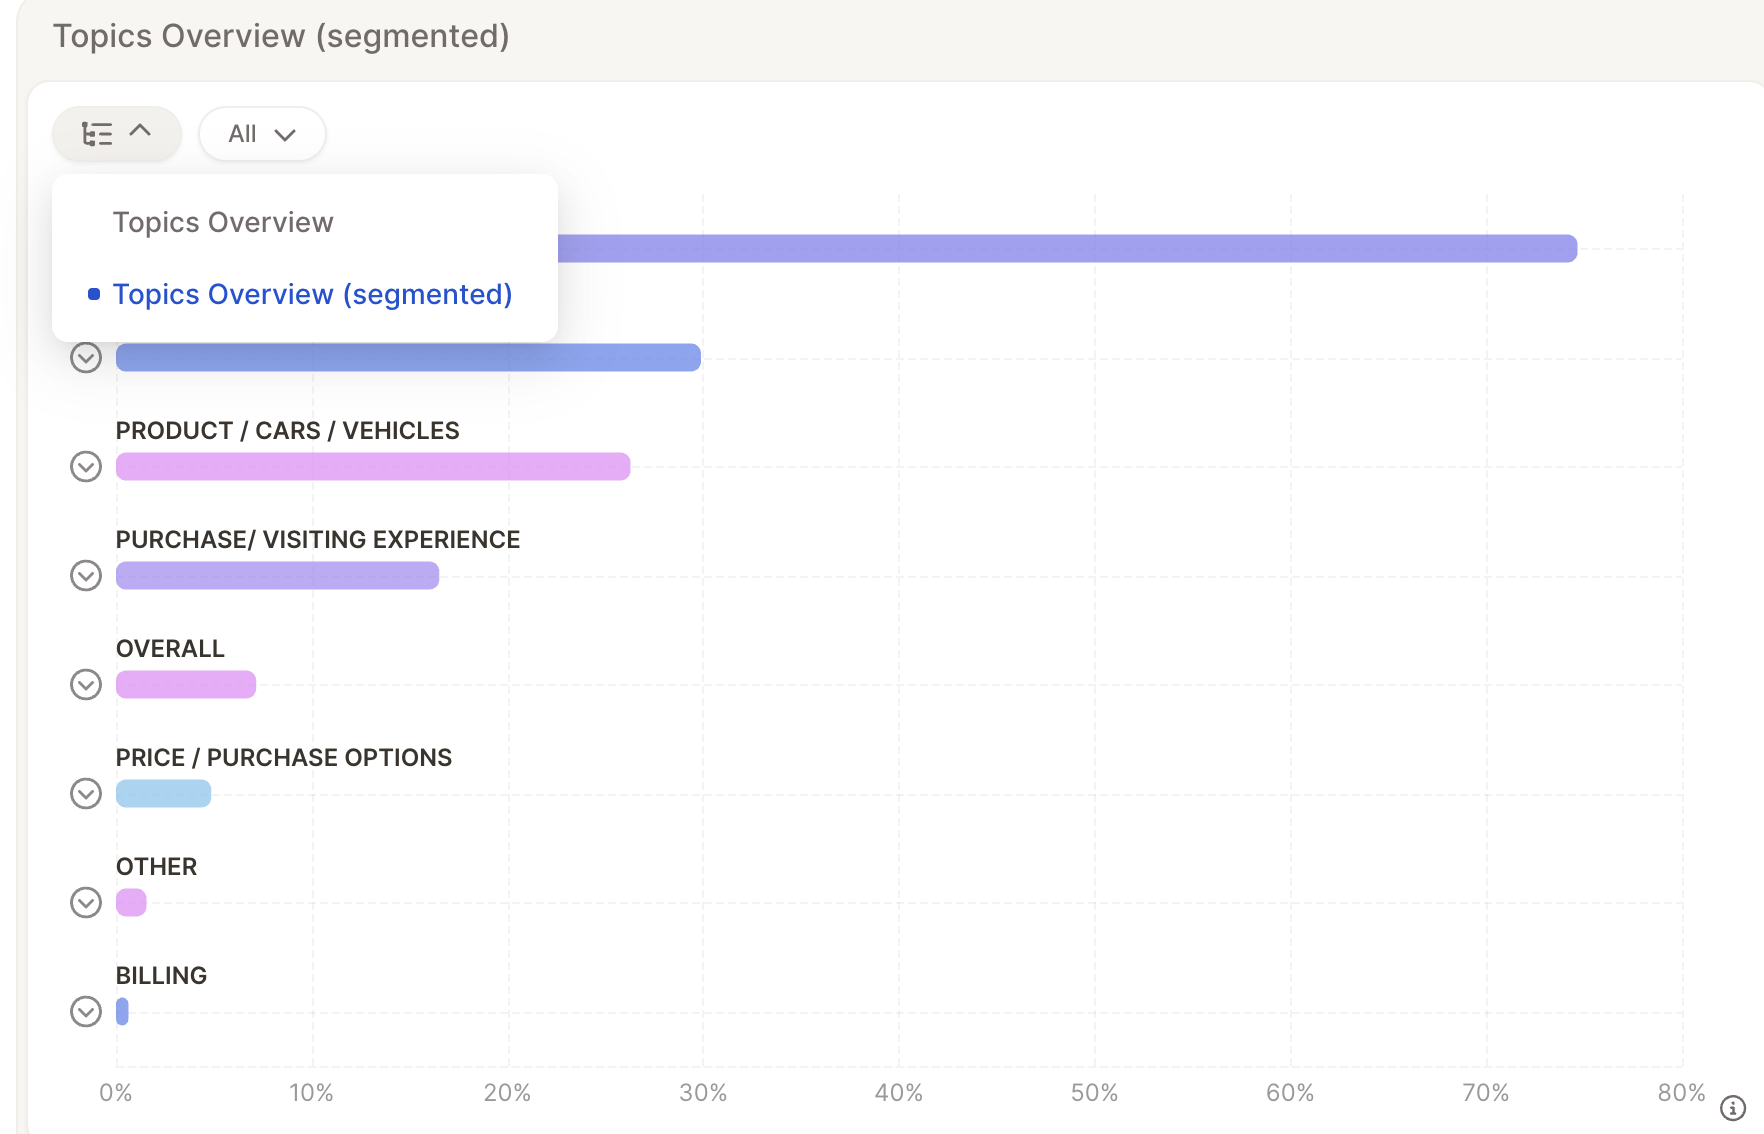 Topics Overview (segmented)
All
Topics Overview
Topics Overview (segmented)
PRODUCT / CARS / VEHICLES
PURCHASE/ VISITING EXPERIENCE
OVERALL
PRICE / PURCHASE OPTIONS
OTHER
BILLING
0% 10% 20% 30% 40% 50% 60% 70% 80%